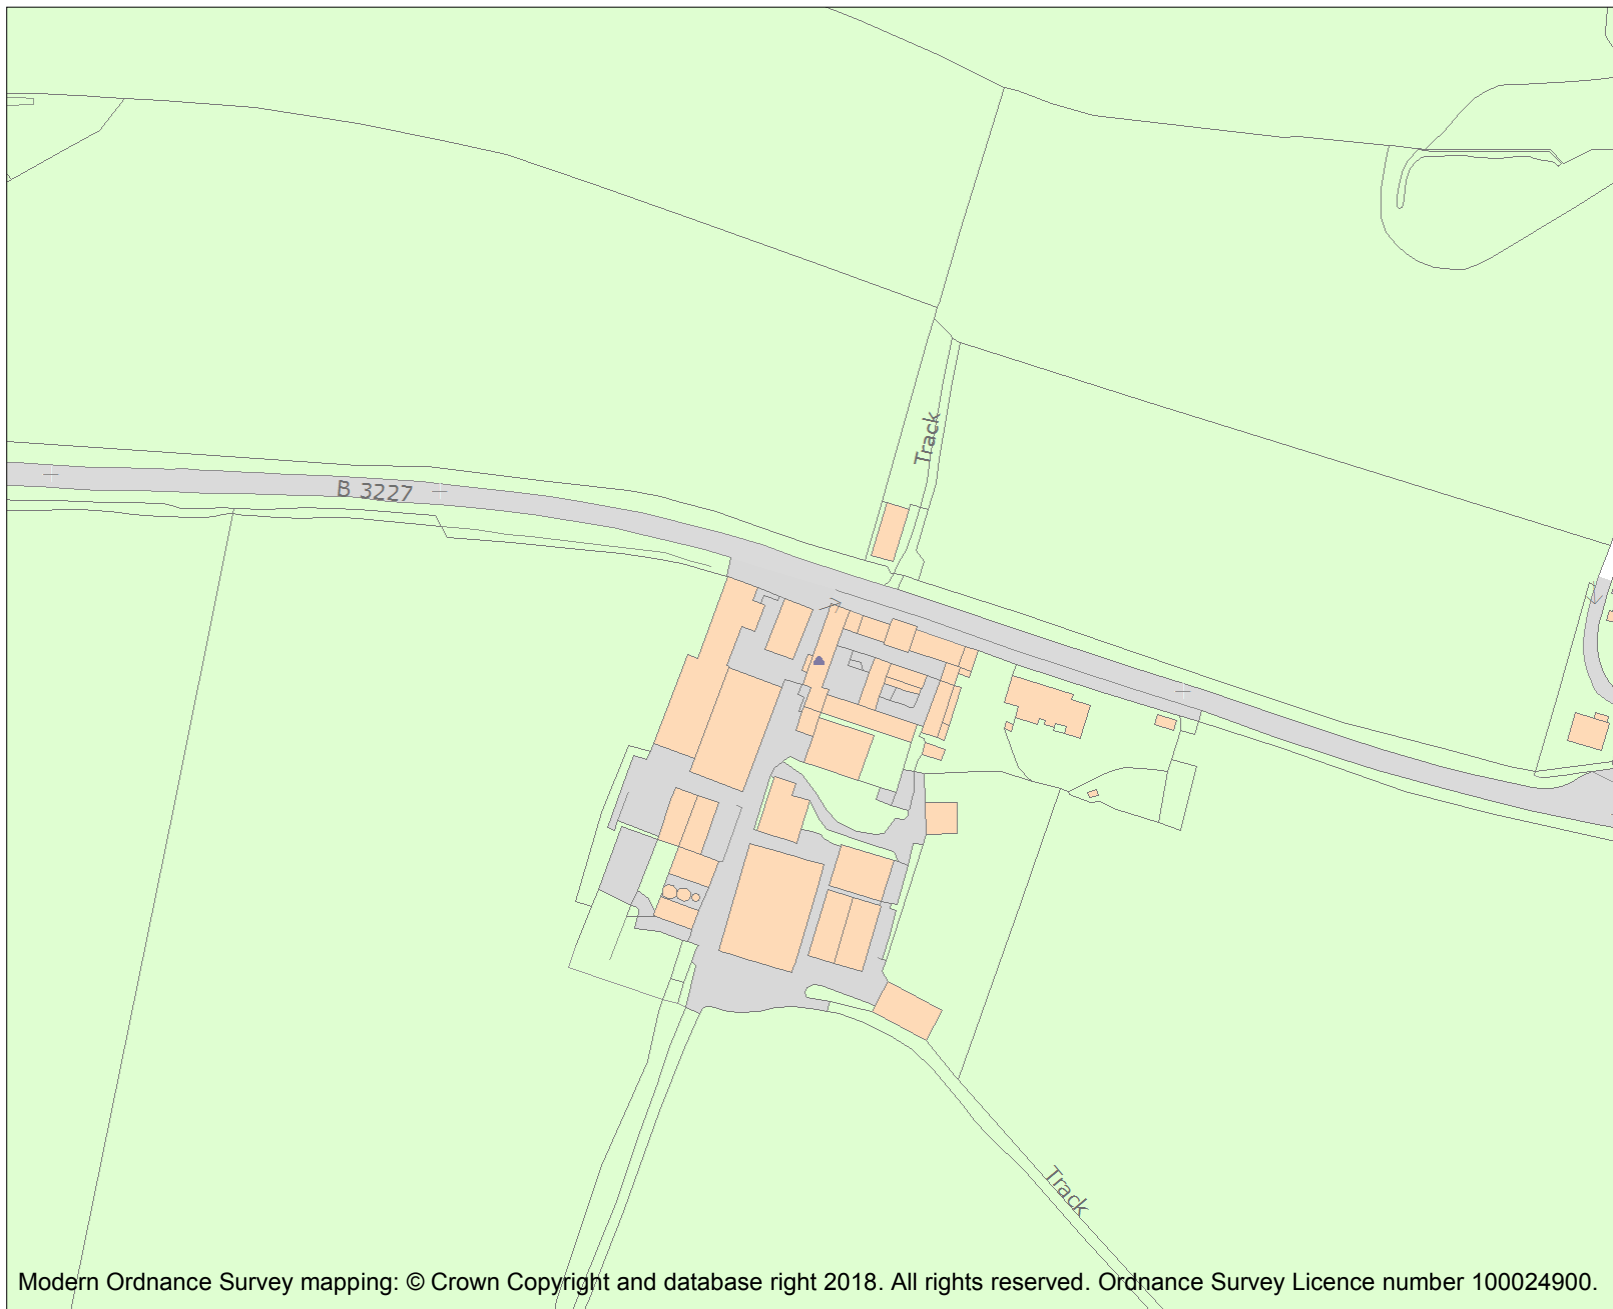 Track
B 3227
Track
Modern Ordnance Survey mapping: © Crown Copyright and database right 2018. All rights reserved. Ordnance Survey Licence number 100024900.